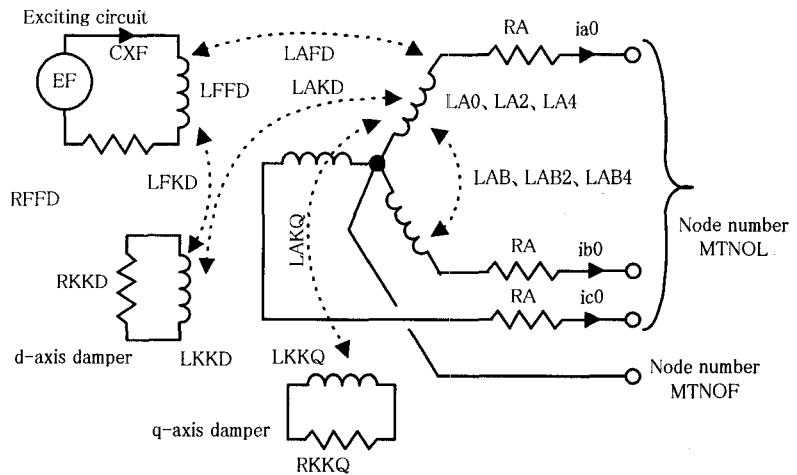 Exciting circuit
CXF
EF
LFFD
RFFD
LAFD
LAKD
LFKD
RKKD
LKKD
d-axis damper
LAKQ
LKKQ
q-axis damper
RKKQ
RA
ia0
LA0、LA2、LA4
LAB、LAB2、LAB4
RA
ib0
RA
ic0
Node number
MTNOL
Node number
MTNOF